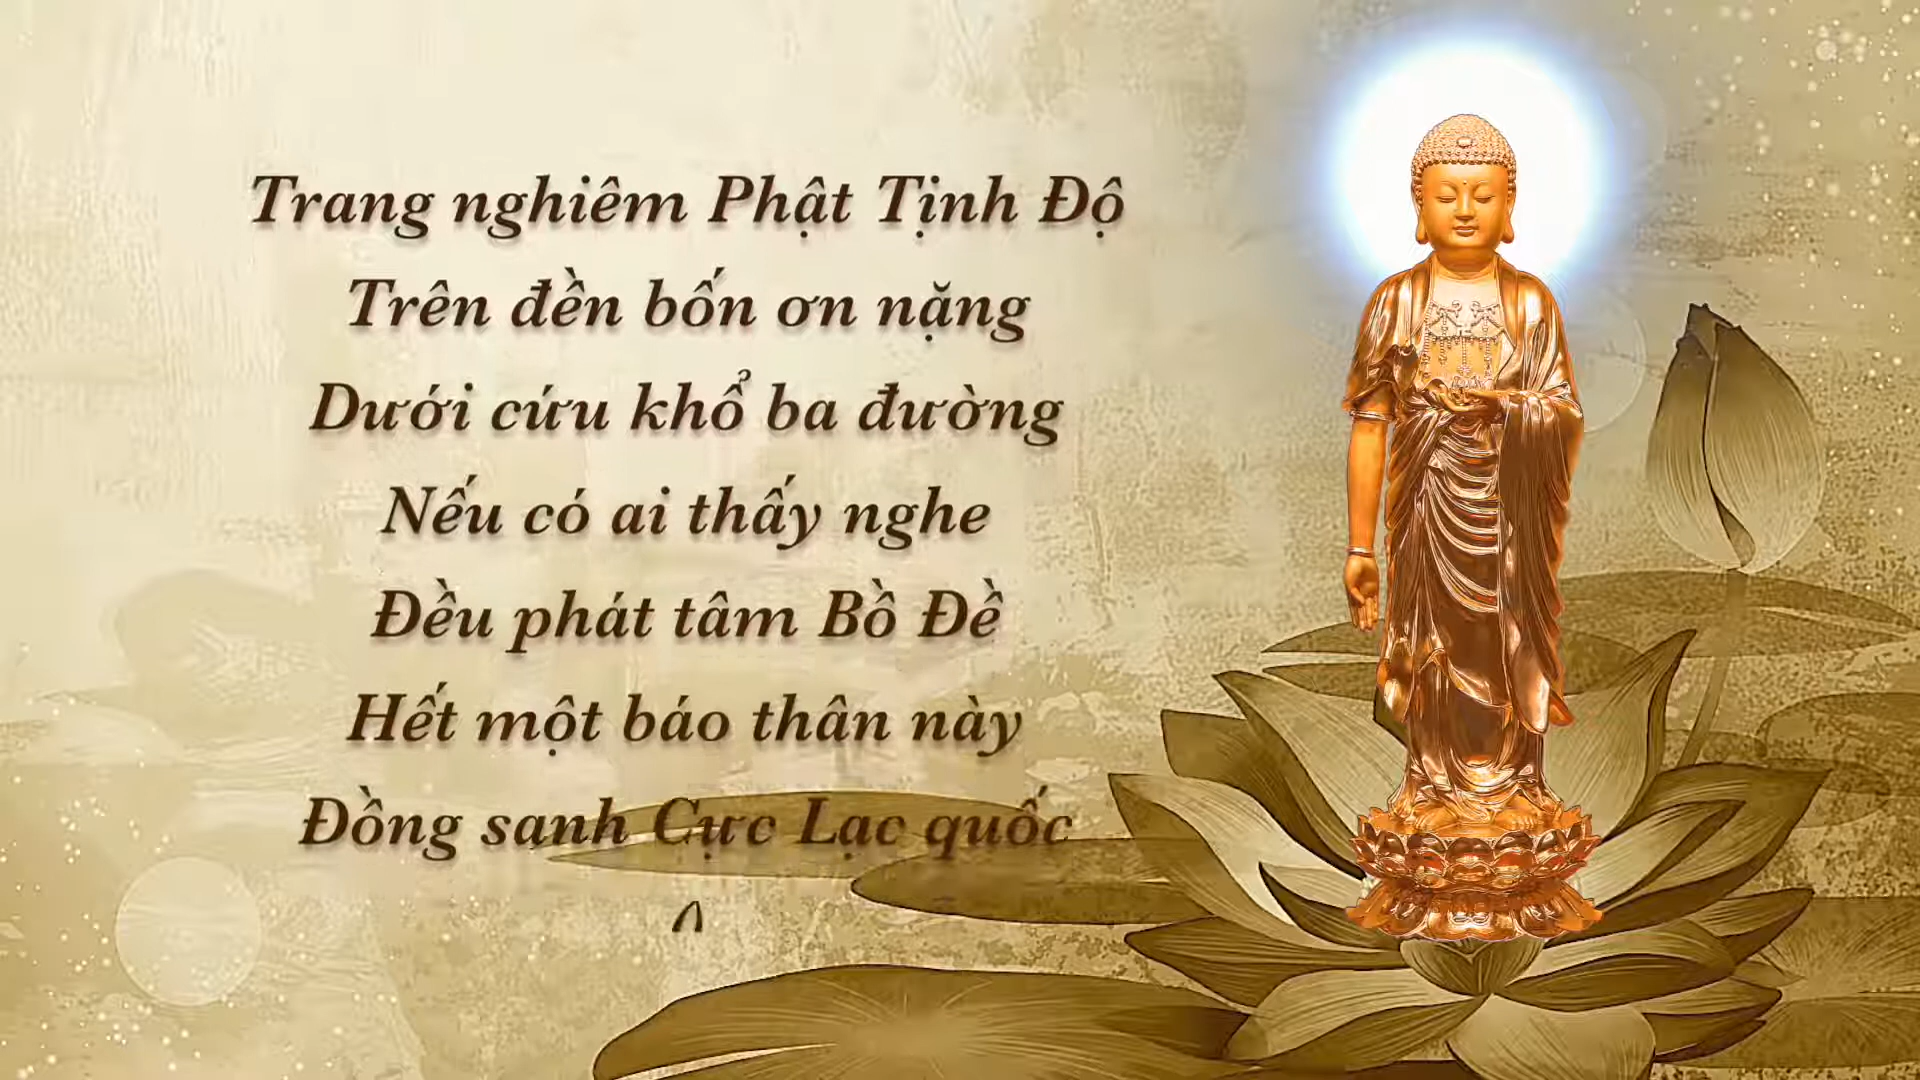 Trang nghiêm Phật Tịnh Độ
Trên đền bốn ơn nặng
Dưới cứu khổ ba đường
Nếu có ai thấy nghe
Đều phát tâm Bồ Đề
Hết một báo thân này
Đồng sanh Cực Lạc quốc